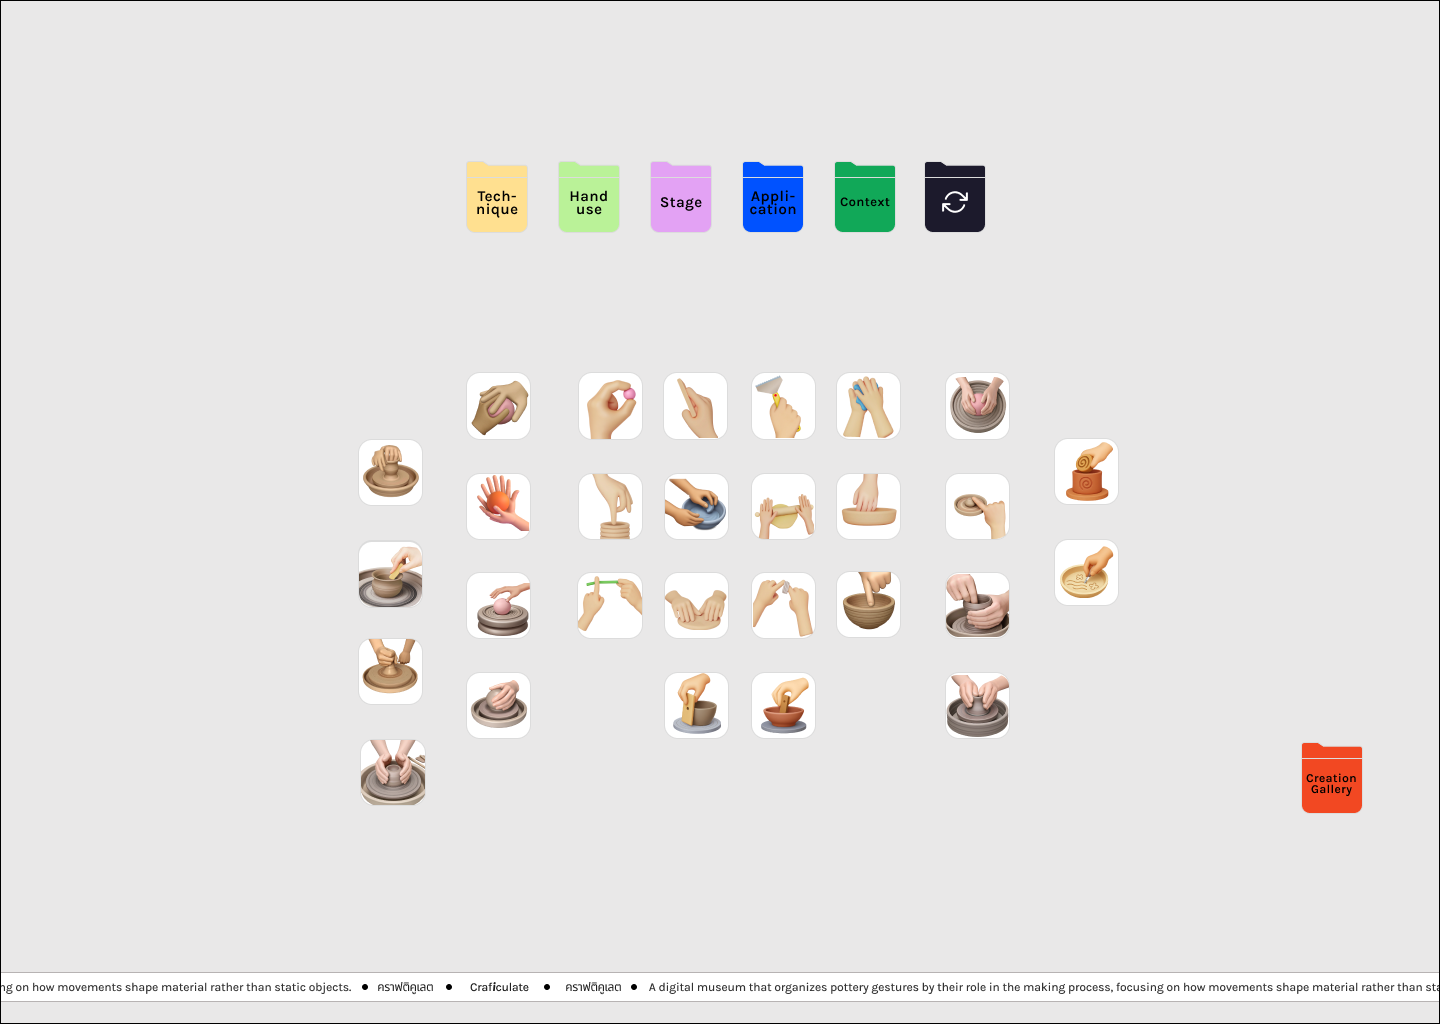 Tech-
nique
Hand
use
Stage
Appli-
cation
Context
Creation
Gallery
ng on how movements shape material rather than static objects. ● คราฟติคูเลต ● Craficulate ● คราฟติคูเลต ● A digital museum that organizes pottery gestures by their role in the making process, focusing on how movements shape material rather than sta